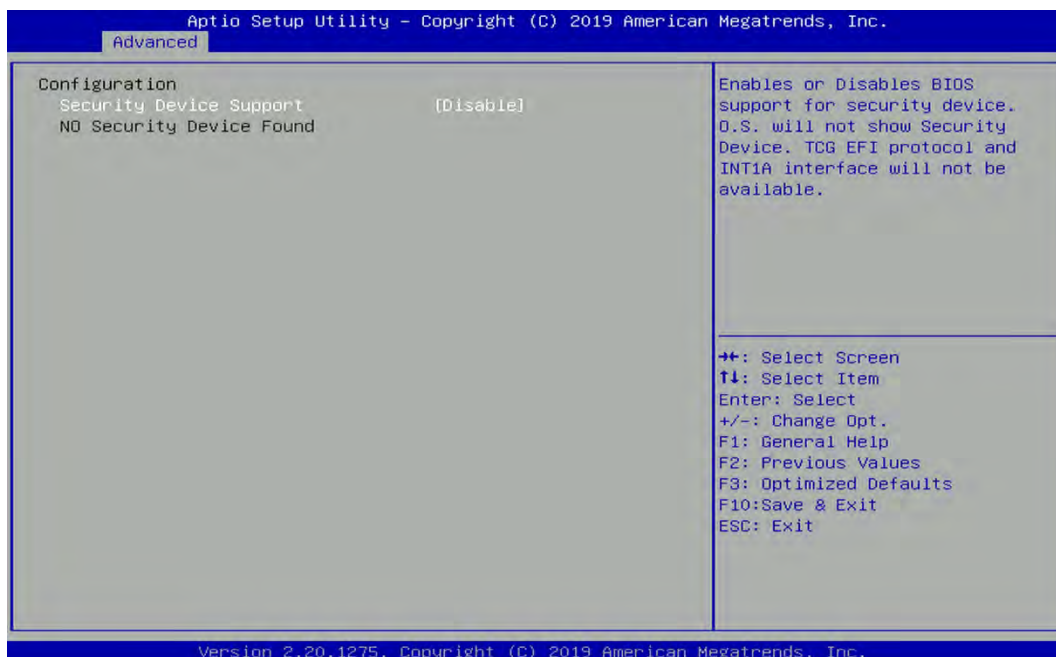 Aptio Setup Utility – Copyright (C) 2019 American Megatrends, Inc.
Advanced
Configuration
Security Device Support [Disable]
NO Security Device Found
Enables or Disables BIOS
support for security device.
O.S. will not show Security
Device. TCG EFI protocol and
INT1A interface will not be
available.
→←: Select Screen
↑↓: Select Item
Enter: Select
+/-: Change Opt.
F1: General Help
F2: Previous Values
F3: Optimized Defaults
F10:Save & Exit
ESC: Exit
Version 2.20.1275. Copyright (C) 2019 American Megatrends, Inc.